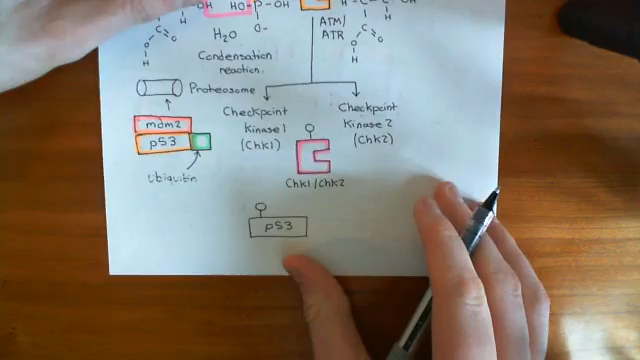 OH HO-P-OH
O-
H-C-C
OH
H
C
O
O
H
H₂O
ATM/
ATR
C
O
O
H
Condensation
reaction.
Proteosome
Checkpoint
Kinase 1
(Chk1)
Checkpoint
Kinase 2
(Chk2)
mdm2
p53
Ubiquitin
Chk1/Chk2
p53